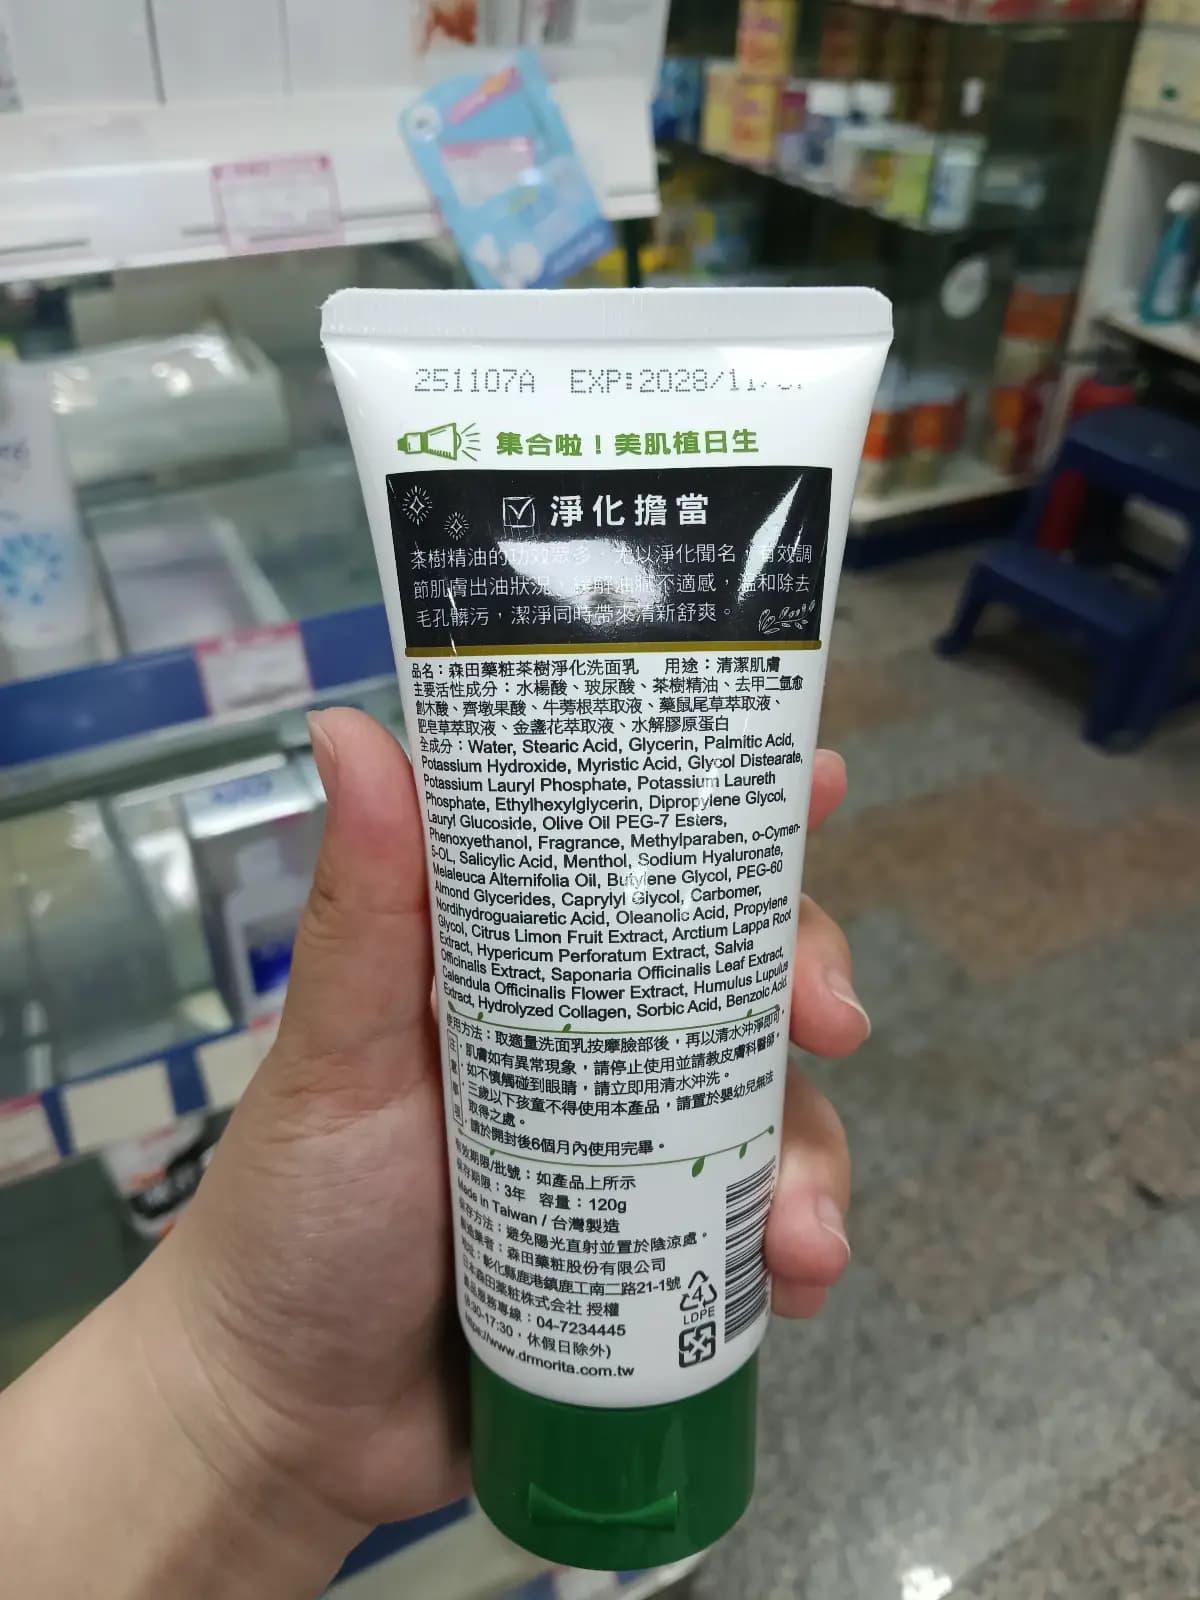 251107A EXP:2028/11/
集合啦！美肌植日生
淨化擔當
茶樹精油的功效眾多，尤以淨化聞名，有效調
節肌膚出油狀況、緩解油膩不適感，溫和除去
毛孔髒污，潔淨同時帶來清新舒爽。
品名：森田藥粧茶樹淨化洗面乳 用途：清潔肌膚
主要活性成分：水楊酸、玻尿酸、茶樹精油、去甲二氫愈
創木酸、齊墩果酸、牛蒡根萃取液、藥鼠尾草萃取液、
肥皂草萃取液、金盞花萃取液、水解膠原蛋白
全成分：Water, Stearic Acid, Glycerin, Palmitic Acid,
Potassium Hydroxide, Myristic Acid, Glycol Distearate,
Potassium Lauryl Phosphate, Potassium Laureth
Phosphate, Ethylhexylglycerin, Dipropylene Glycol,
Lauryl Glucoside, Olive Oil PEG-7 Esters,
Phenoxyethanol, Fragrance, Methylparaben, o-Cymen-
5-OL, Salicylic Acid, Menthol, Sodium Hyaluronate,
Melaleuca Alternifolia Oil, Butylene Glycol, PEG-60
Almond Glycerides, Caprylyl Glycol, Carbomer,
Nordihydroguaiaretic Acid, Oleanolic Acid, Propylene
Glycol, Citrus Limon Fruit Extract, Arctium Lappa Root
Extract, Hypericum Perforatum Extract, Salvia
Officinalis Extract, Saponaria Officinalis Leaf Extract,
Calendula Officinalis Flower Extract, Humulus Lupulus
Extract, Hydrolyzed Collagen, Sorbic Acid, Benzoic Acid
使用方法：取適量洗面乳按摩臉部後，再以清水沖淨即可。
注意事項
・肌膚如有異常現象，請停止使用並請教皮膚科醫師。
・如不慎觸碰到眼睛，請立即用清水沖洗。
・三歲以下孩童不得使用本產品，請置於嬰幼兒無法
取得之處。
・請於開封後6個月內使用完畢。
有效期限/批號：如產品上所示
保存期限：3年 容量：120g
Made in Taiwan / 台灣製造
保存方法：避免陽光直射並置於陰涼處。
製造業者：森田藥粧股份有限公司
地址：彰化縣鹿港鎮鹿工南二路21-1號
日本森田薬粧株式会社 授權
產品服務專線：04-7234445
(8:30-17:30，休假日除外)
https://www.drmorita.com.tw
4
LDPE